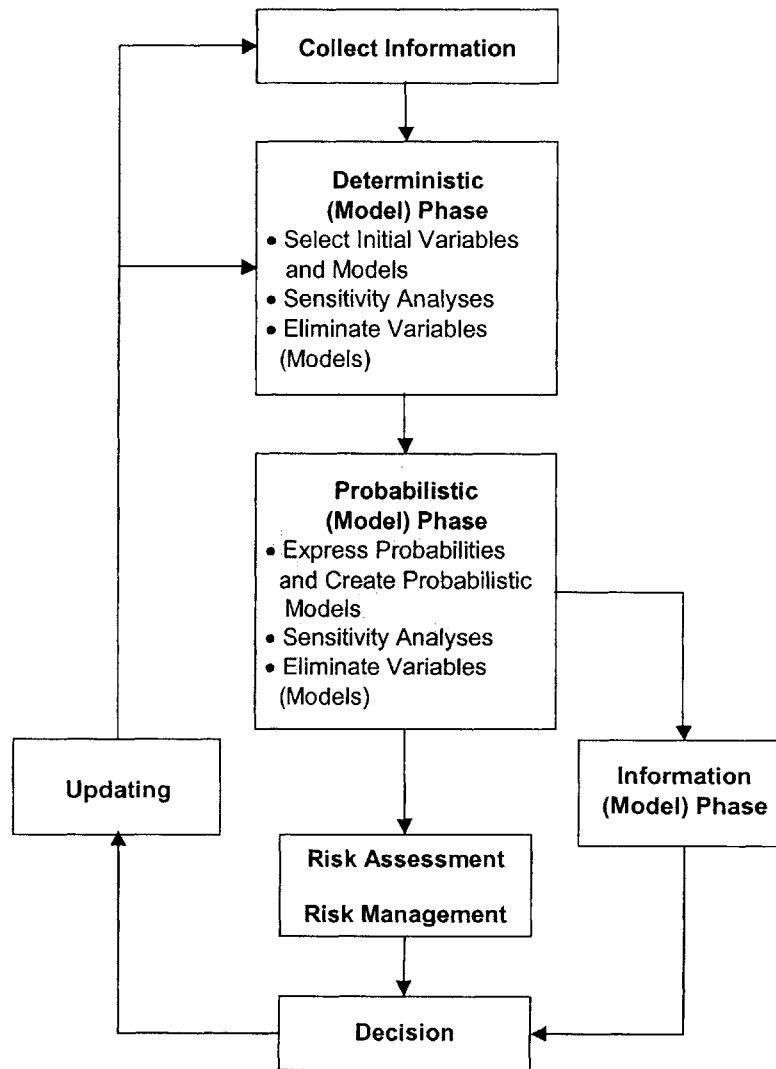 Collect Information
Deterministic
(Model) Phase
• Select Initial Variables
and Models
• Sensitivity Analyses
• Eliminate Variables
(Models)
Probabilistic
(Model) Phase
• Express Probabilities
and Create Probabilistic
Models
• Sensitivity Analyses
• Eliminate Variables
(Models)
Updating
Information
(Model) Phase
Risk Assessment
Risk Management
Decision